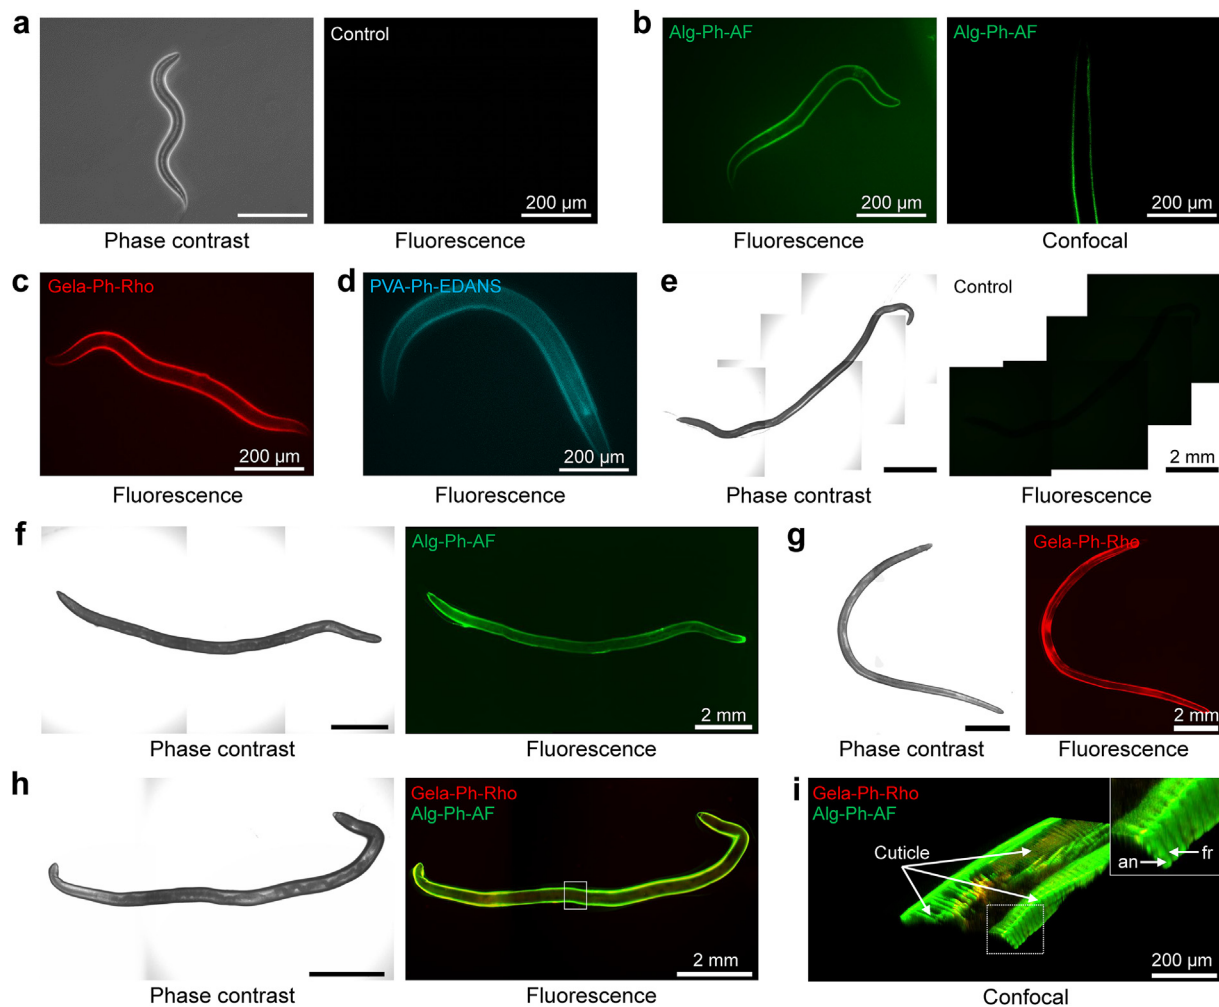 a
Control
200 µm
Phase contrast
Fluorescence
b
Alg-Ph-AF
200 µm
Alg-Ph-AF
200 µm
Fluorescence
Confocal
c
Gela-Ph-Rho
200 µm
Fluorescence
d
PVA-Ph-EDANS
200 µm
Fluorescence
e
Control
2 mm
Phase contrast
Fluorescence
f
Alg-Ph-AF
2 mm
Phase contrast
Fluorescence
g
Gela-Ph-Rho
2 mm
Phase contrast
Fluorescence
h
Gela-Ph-Rho
Alg-Ph-AF
2 mm
Phase contrast
Fluorescence
i
Gela-Ph-Rho
Alg-Ph-AF
Cuticle
an
fr
200 µm
Confocal